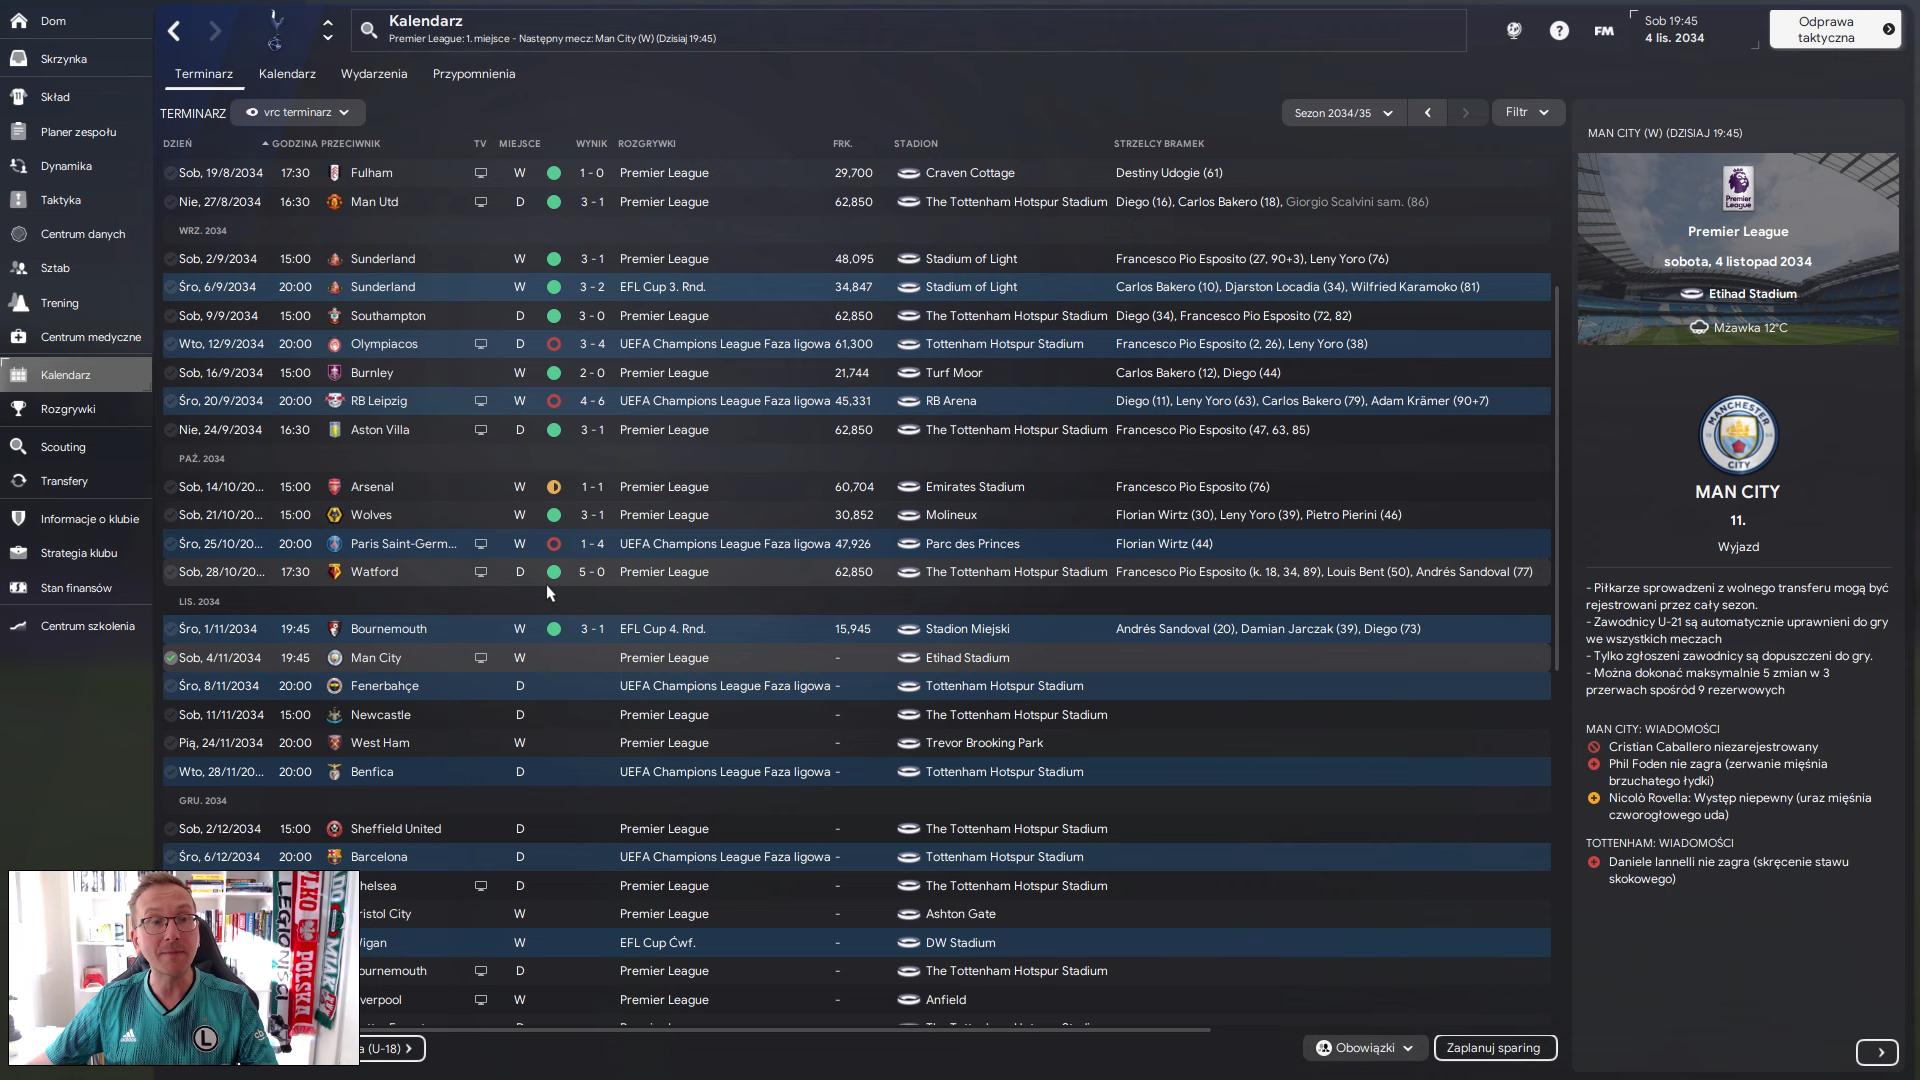 Dom
Skrzynka
Skład
Planer zespołu
Dynamika
Taktyka
Centrum danych
Sztab
Trening
Centrum medyczne
Kalendarz
Rozgrywki
Scouting
Transfery
Informacje o klubie
Strategia klubu
Stan finansów
Centrum szkolenia
Kalendarz
Premier League: 1. miejsce - Następny mecz: Man City (W) (Dzisiaj 19:45)
FM
Sob 19:45
4 lis. 2034
Odprawa
taktyczna
Terminarz Kalendarz Wydarzenia Przypomnienia
TERMINARZ vrc terminarz Sezon 2034/35 Filtr
DZIEŃ GODZINA PRZECIWNIK TV MIEJSCE WYNIK ROZGRYWKI FRK. STADION STRZELCY BRAMEK
Sob, 19/8/2034 17:30 Fulham W 1 - 0 Premier League 29,700 Craven Cottage Destiny Udogie (61)
Nie, 27/8/2034 16:30 Man Utd D 3 - 1 Premier League 62,850 The Tottenham Hotspur Stadium Diego (16), Carlos Bakero (18), Giorgio Scalvini sam. (86)
WRZ. 2034
Sob, 2/9/2034 15:00 Sunderland W 3 - 1 Premier League 48,095 Stadium of Light Francesco Pio Esposito (27, 90+3), Leny Yoro (76)
Śro, 6/9/2034 20:00 Sunderland W 3 - 2 EFL Cup 3. Rnd. 34,847 Stadium of Light Carlos Bakero (10), Djarston Locadia (34), Wilfried Karamoko (81)
Sob, 9/9/2034 15:00 Southampton D 3 - 0 Premier League 62,850 The Tottenham Hotspur Stadium Diego (34), Francesco Pio Esposito (72, 82)
Wto, 12/9/2034 20:00 Olympiacos D 3 - 4 UEFA Champions League Faza ligowa 61,300 Tottenham Hotspur Stadium Francesco Pio Esposito (2, 26), Leny Yoro (38)
Sob, 16/9/2034 15:00 Burnley W 2 - 0 Premier League 21,744 Turf Moor Carlos Bakero (12), Diego (44)
Śro, 20/9/2034 20:00 RB Leipzig W 4 - 6 UEFA Champions League Faza ligowa 45,331 RB Arena Diego (11), Leny Yoro (63), Carlos Bakero (79), Adam Krämer (90+7)
Nie, 24/9/2034 16:30 Aston Villa D 3 - 1 Premier League 62,850 The Tottenham Hotspur Stadium Francesco Pio Esposito (47, 63, 85)
PAŹ. 2034
Sob, 14/10/20... 15:00 Arsenal W 1 - 1 Premier League 60,704 Emirates Stadium Francesco Pio Esposito (76)
Sob, 21/10/20... 15:00 Wolves W 3 - 1 Premier League 30,852 Molineux Florian Wirtz (30), Leny Yoro (39), Pietro Pierini (46)
Śro, 25/10/20... 20:00 Paris Saint-Germ... W 1 - 4 UEFA Champions League Faza ligowa 47,926 Parc des Princes Florian Wirtz (44)
Sob, 28/10/20... 17:30 Watford D 5 - 0 Premier League 62,850 The Tottenham Hotspur Stadium Francesco Pio Esposito (k. 18, 34, 89), Louis Bent (50), Andrés Sandoval (77)
LIS. 2034
Śro, 1/11/2034 19:45 Bournemouth W 3 - 1 EFL Cup 4. Rnd. 15,945 Stadion Miejski Andrés Sandoval (20), Damian Jarczak (39), Diego (73)
Sob, 4/11/2034 19:45 Man City W Premier League - Etihad Stadium
Śro, 8/11/2034 20:00 Fenerbahçe D UEFA Champions League Faza ligowa - Tottenham Hotspur Stadium
Sob, 11/11/2034 15:00 Newcastle D Premier League - The Tottenham Hotspur Stadium
Pią, 24/11/2034 20:00 West Ham W Premier League - Trevor Brooking Park
Wto, 28/11/20... 20:00 Benfica D UEFA Champions League Faza ligowa - Tottenham Hotspur Stadium
GRU. 2034
Sob, 2/12/2034 15:00 Sheffield United D Premier League - The Tottenham Hotspur Stadium
Śro, 6/12/2034 20:00 Barcelona D UEFA Champions League Faza ligowa - Tottenham Hotspur Stadium
helsea D Premier League - The Tottenham Hotspur Stadium
ristol City W Premier League - Ashton Gate
igan W EFL Cup Ćwf. - DW Stadium
ournemouth D Premier League - The Tottenham Hotspur Stadium
verpool W Premier League - Anfield
a (U-18) Obowiązki Zaplanuj sparing
MAN CITY (W) (DZISIAJ 19:45)
Premier
League
Premier League
sobota, 4 listopad 2034
Etihad Stadium
Mżawka 12°C
MANCHESTER
CITY
MAN CITY
11.
Wyjazd
- Piłkarze sprowadzeni z wolnego transferu mogą być
rejestrowani przez cały sezon.
- Zawodnicy U-21 są automatycznie uprawnieni do gry
we wszystkich meczach
- Tylko zgłoszeni zawodnicy są dopuszczeni do gry.
- Można dokonać maksymalnie 5 zmian w 3
przerwach spośród 9 rezerwowych
MAN CITY: WIADOMOŚCI
Cristian Caballero niezarejestrowany
Phil Foden nie zagra (zerwanie mięśnia
brzuchatego łydki)
Nicolò Rovella: Występ niepewny (uraz mięśnia
czworogłowego uda)
TOTTENHAM: WIADOMOŚCI
Daniele Iannelli nie zagra (skręcenie stawu
skokowego)
LEGIONIŚCI
YLKO
POLSKA
adidas
L